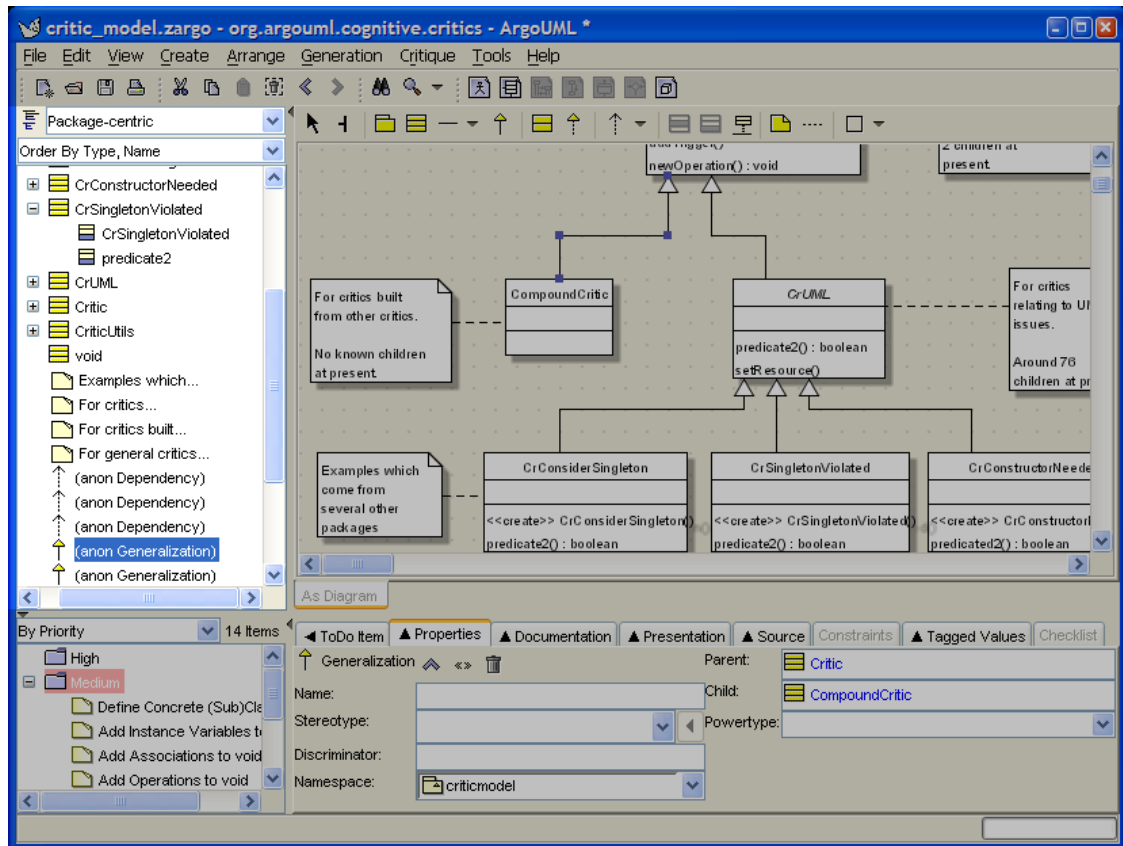 critic_model.zargo - org.argouml.cognitive.critics - ArgoUML *
File Edit View Create Arrange Generation Critique Tools Help
Package-centric
Order By Type, Name
CrConstructorNeeded
CrSingletonViolated
CrSingletonViolated
predicate2
CrUML
Critic
CriticUtils
void
Examples which...
For critics...
For critics built...
For general critics...
(anon Dependency)
(anon Dependency)
(anon Dependency)
(anon Generalization)
(anon Generalization)
newOperation() : void
2 children at
present.
For critics built
from other critics.
No known children
at present.
CompoundCritic
CrUML
predicate2() : boolean
setResource()
For critics
relating to
issues.
Around 76
children at
Examples which
come from
several other
packages
CrConsiderSingleton
<<create>> CrConsiderSingleton()
predicate2() : boolean
CrSingletonViolated
<<create>> CrSingletonViolated()
predicate2() : boolean
CrConstructorNeede
<<create>> CrConstructor
predicated2() : boolean
As Diagram
By Priority 14 Items
High
Medium
Define Concrete (Sub)Cla
Add Instance Variables to
Add Associations to void
Add Operations to void
ToDo Item Properties Documentation Presentation Source Constraints Tagged Values Checklist
Generalization
Name:
Stereotype:
Discriminator:
Namespace: criticmodel
Parent: Critic
Child: CompoundCritic
Powertype: